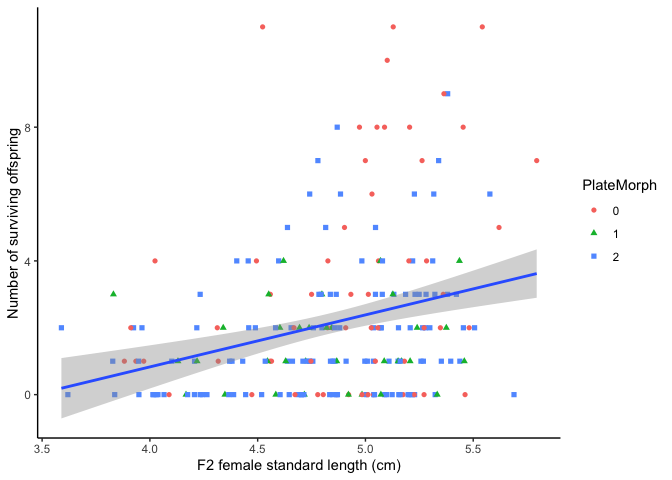 Number of surviving offspring
8
4
0
3.5 4.0 4.5 5.0 5.5
F2 female standard length (cm)
PlateMorph
0
1
2